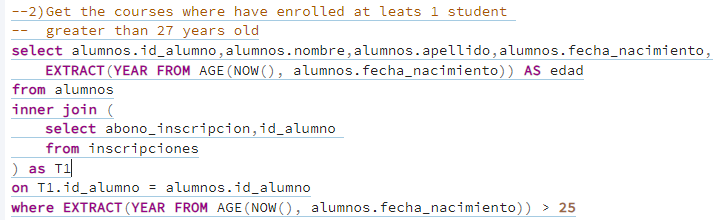 --2)Get the courses where have enrolled at leats 1 student
--  greater than 27 years old
select alumnos.id_alumno,alumnos.nombre,alumnos.apellido,alumnos.fecha_nacimiento,
    EXTRACT(YEAR FROM AGE(NOW(), alumnos.fecha_nacimiento)) AS edad
from alumnos
inner join (
    select abono_inscripcion,id_alumno
    from inscripciones
) as T1
on T1.id_alumno = alumnos.id_alumno
where EXTRACT(YEAR FROM AGE(NOW(), alumnos.fecha_nacimiento)) > 25